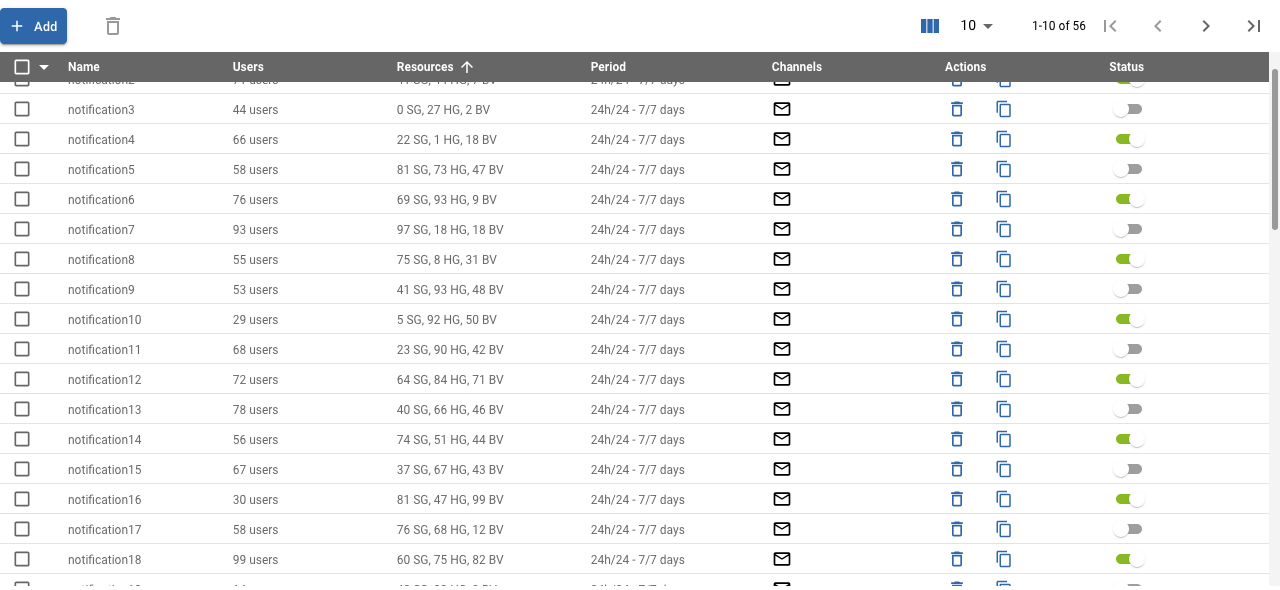 Add 10 1-10 of 56
Name Users Resources Period Channels Actions Status
notification3 44 users 0 SG, 27 HG, 2 BV 24h/24 - 7/7 days
notification4 66 users 22 SG, 1 HG, 18 BV 24h/24 - 7/7 days
notification5 58 users 81 SG, 73 HG, 47 BV 24h/24 - 7/7 days
notification6 76 users 69 SG, 93 HG, 9 BV 24h/24 - 7/7 days
notification7 93 users 97 SG, 18 HG, 18 BV 24h/24 - 7/7 days
notification8 55 users 75 SG, 8 HG, 31 BV 24h/24 - 7/7 days
notification9 53 users 41 SG, 93 HG, 48 BV 24h/24 - 7/7 days
notification10 29 users 5 SG, 92 HG, 50 BV 24h/24 - 7/7 days
notification11 68 users 23 SG, 90 HG, 42 BV 24h/24 - 7/7 days
notification12 72 users 64 SG, 84 HG, 71 BV 24h/24 - 7/7 days
notification13 78 users 40 SG, 66 HG, 46 BV 24h/24 - 7/7 days
notification14 56 users 74 SG, 51 HG, 44 BV 24h/24 - 7/7 days
notification15 67 users 37 SG, 67 HG, 43 BV 24h/24 - 7/7 days
notification16 30 users 81 SG, 47 HG, 99 BV 24h/24 - 7/7 days
notification17 58 users 76 SG, 68 HG, 12 BV 24h/24 - 7/7 days
notification18 99 users 60 SG, 75 HG, 82 BV 24h/24 - 7/7 days